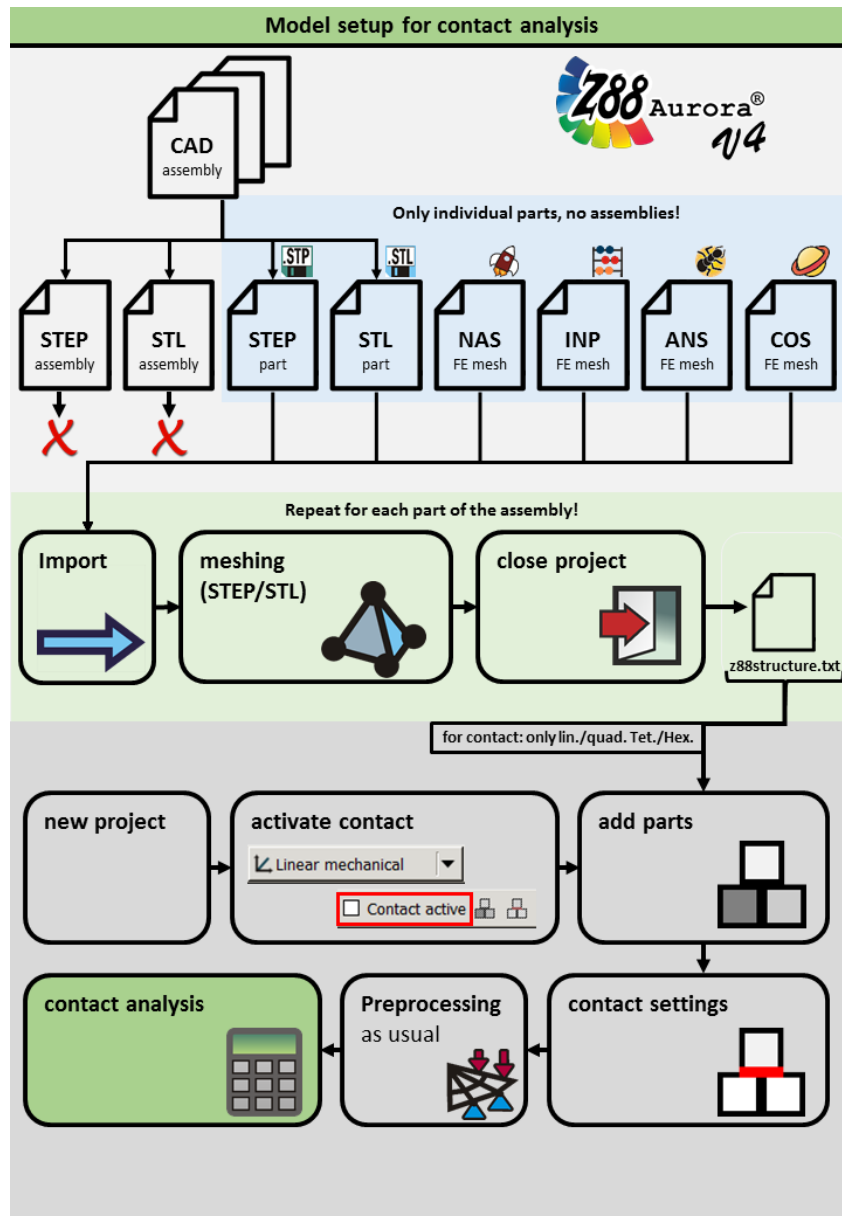 Model setup for contact analysis
Z88 Aurora®
V4
CAD
assembly
Only individual parts, no assemblies!
.STP
.STL
STEP
assembly
STL
assembly
STEP
part
STL
part
NAS
FE mesh
INP
FE mesh
ANS
FE mesh
COS
FE mesh
X
X
Repeat for each part of the assembly!
Import
meshing
(STEP/STL)
close project
z88structure.txt
for contact: only lin./quad. Tet./Hex.
new project
activate contact
Linear mechanical
Contact active
add parts
contact analysis
Preprocessing
as usual
contact settings